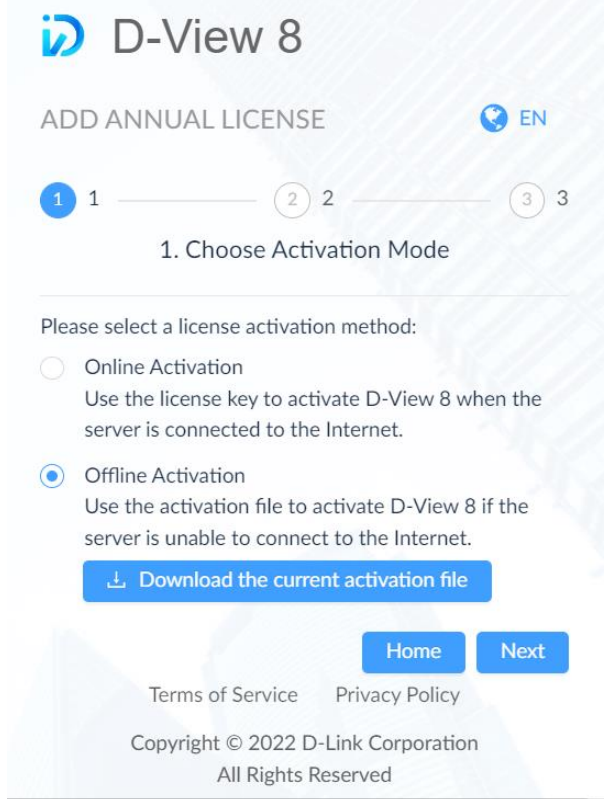 D-View 8
ADD ANNUAL LICENSE EN
1 1 2 2 3 3
1. Choose Activation Mode
Please select a license activation method:
Online Activation
Use the license key to activate D-View 8 when the
server is connected to the Internet.
Offline Activation
Use the activation file to activate D-View 8 if the
server is unable to connect to the Internet.
Download the current activation file
Home Next
Terms of Service Privacy Policy
Copyright © 2022 D-Link Corporation
All Rights Reserved